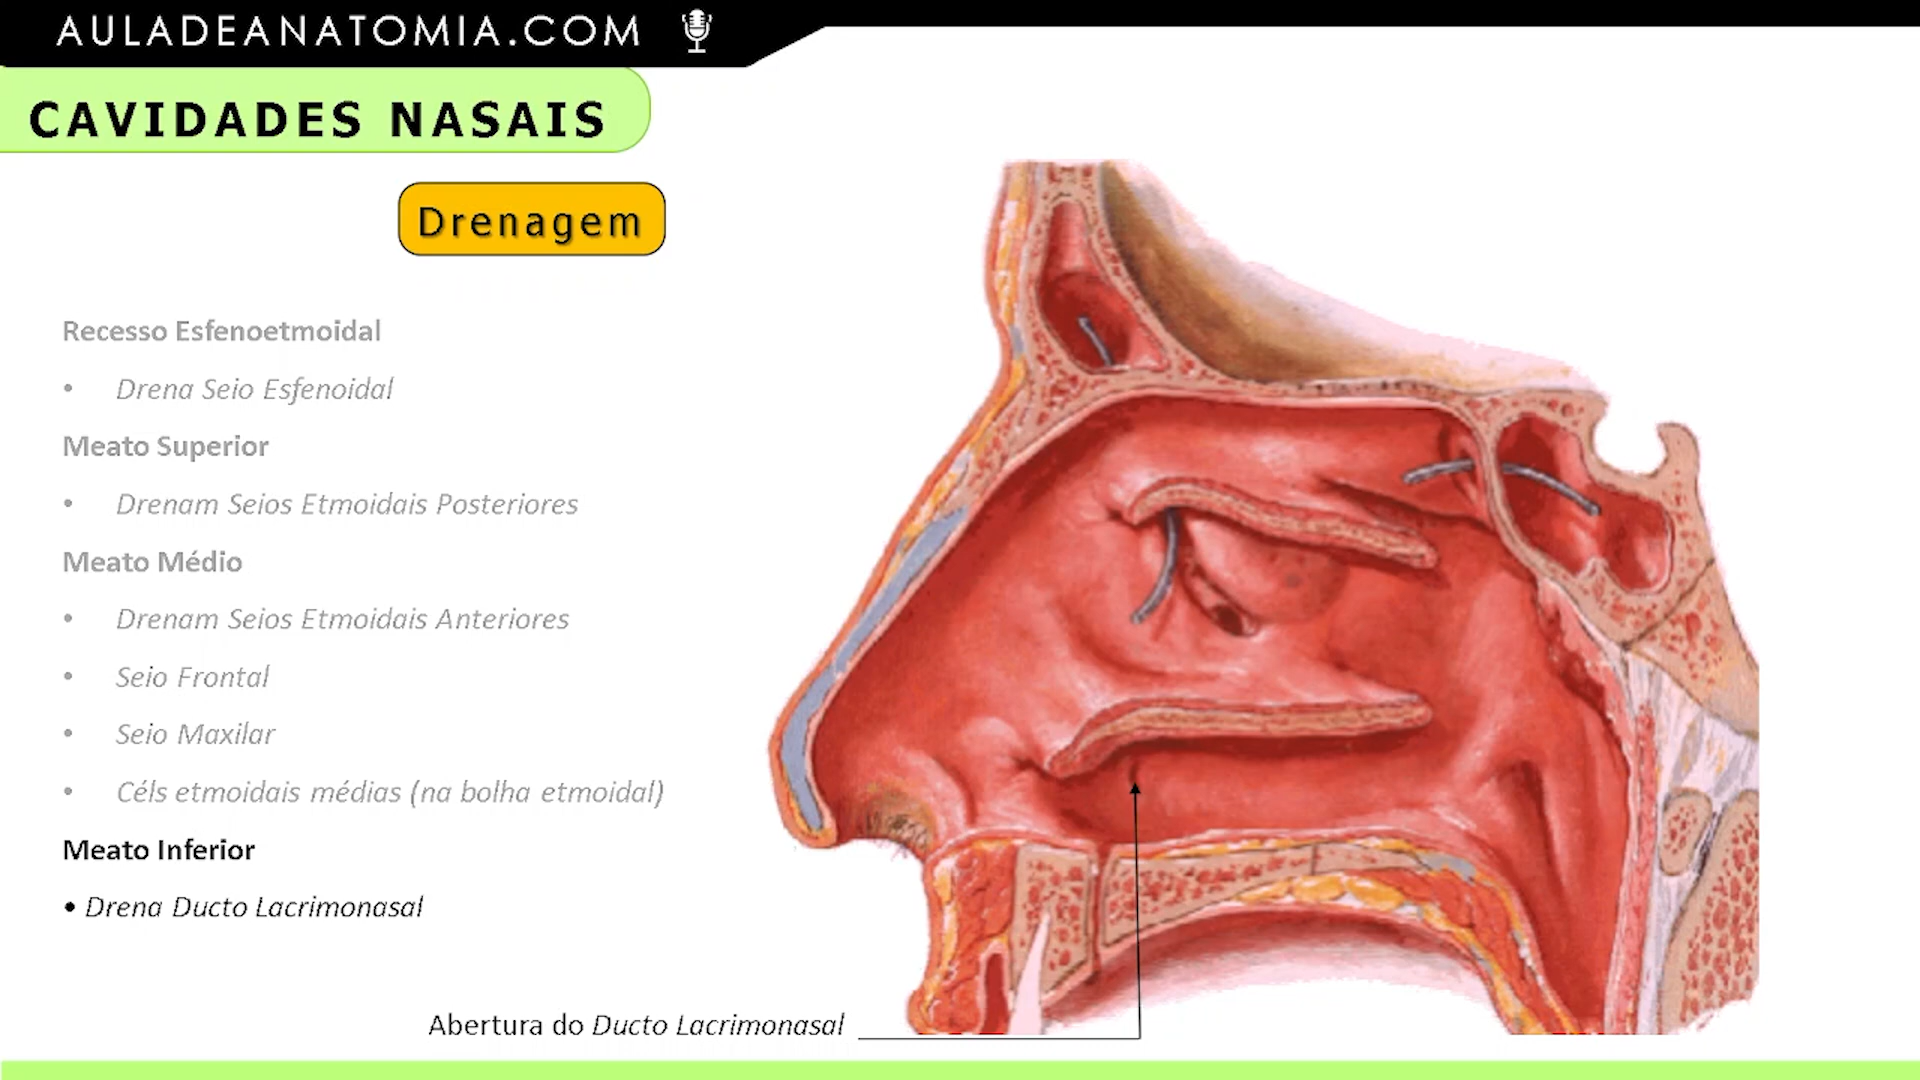 AULADEANATOMIA.COM
CAVIDADES NASAIS
Drenagem
Recesso Esfenoetmoidal
• Drena Seio Esfenoidal
Meato Superior
• Drenam Seios Etmoidais Posteriores
Meato Médio
• Drenam Seios Etmoidais Anteriores
• Seio Frontal
• Seio Maxilar
• Céls etmoidais médias (na bolha etmoidal)
Meato Inferior
• Drena Ducto Lacrimonasal
Abertura do Ducto Lacrimonasal